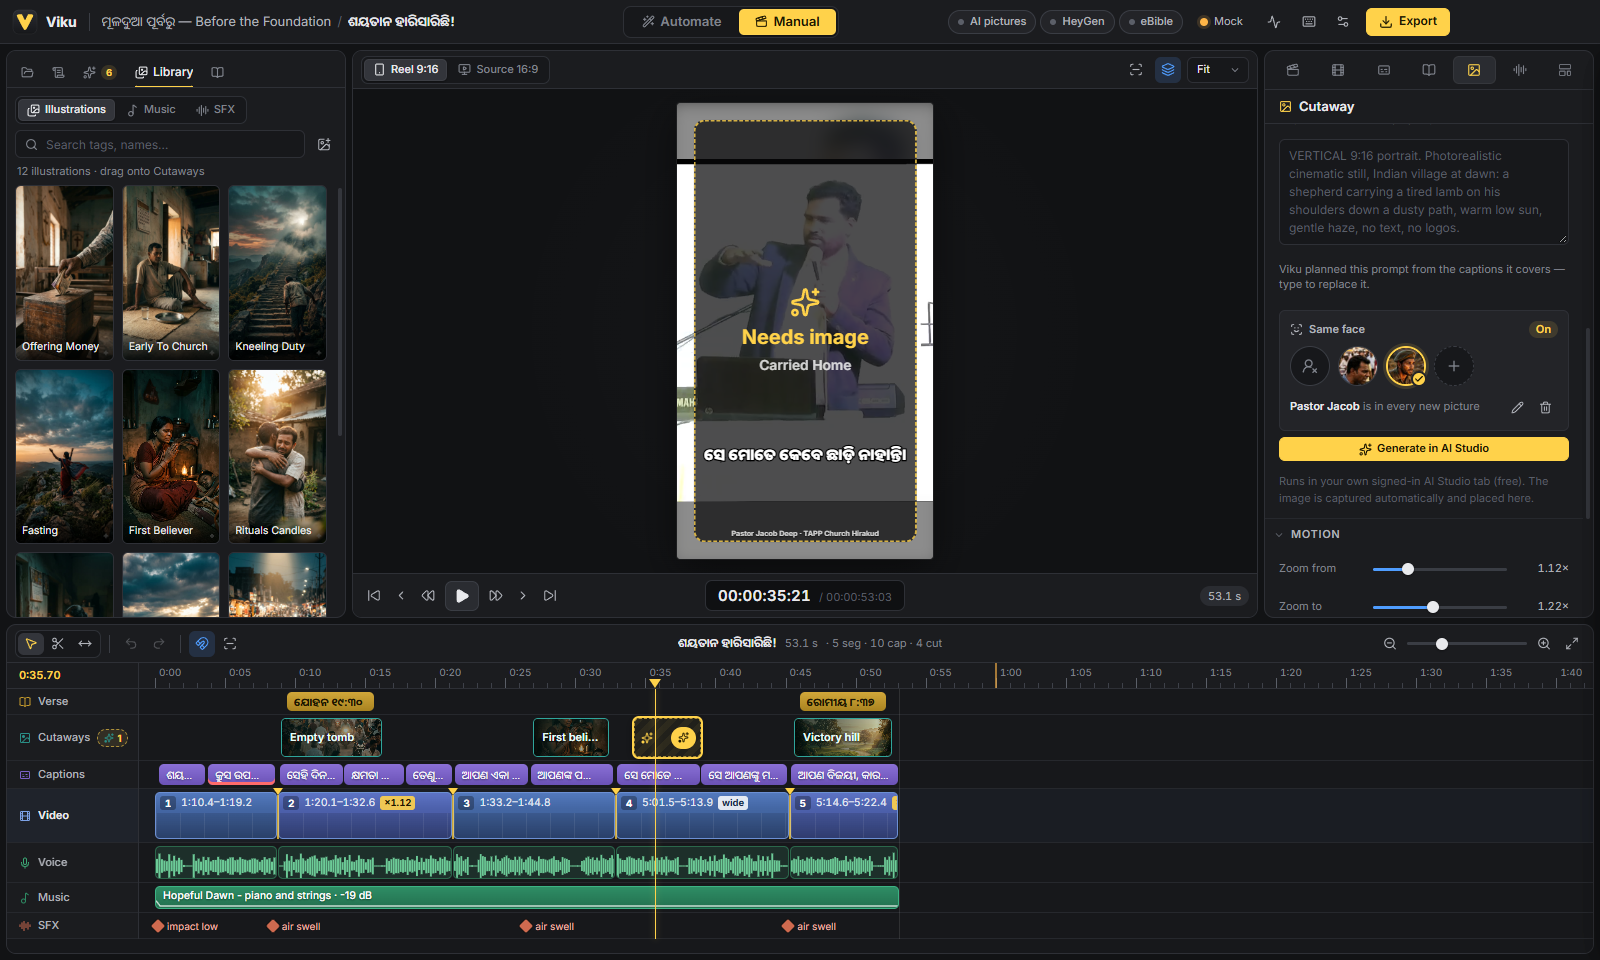 Viku
ମୂଳଦୁଆ ପୂର୍ବରୁ — Before the Foundation / ଶୟତାନ ହାରିସାରିଛି!
Automate
Manual
AI pictures
HeyGen
eBible
Mock
Export
6
Library
Illustrations
Music
SFX
Search tags, names...
12 illustrations · drag onto Cutaways
Offering Money
Early To Church
Kneeling Duty
Fasting
First Believer
Rituals Candles
Reel 9:16
Source 16:9
Fit
Needs image
Carried Home
ସେ ମୋତେ କେବେ ଛାଡ଼ି ନାହାନ୍ତି।
Pastor Jacob Deep - TAPP Church Hirakud
00:00:35:21 / 00:00:53:03
53.1 s
Cutaway
VERTICAL 9:16 portrait. Photorealistic
cinematic still, Indian village at dawn: a
shepherd carrying a tired lamb on his
shoulders down a dusty path, warm low sun,
gentle haze, no text, no logos.
Viku planned this prompt from the captions it covers —
type to replace it.
Same face
On
Pastor Jacob is in every new picture
Generate in AI Studio
Runs in your own signed-in AI Studio tab (free). The
image is captured automatically and placed here.
MOTION
Zoom from 1.12×
Zoom to 1.22×
ଶୟତାନ ହାରିସାରିଛି! 53.1 s · 5 seg · 10 cap · 4 cut
0:35.70
0:00 0:05 0:10 0:15 0:20 0:25 0:30 0:35 0:40 0:45 0:50 0:55 1:00 1:05 1:10 1:15 1:20 1:25 1:30 1:35 1:40
Verse
ଯୋହନ ୧୯:୩୦
ରୋମୀୟ ୮:୩୭
Cutaways
1
Empty tomb
First beli...
Victory hill
Captions
ଶୟ...
କ୍ରୁସ ଉପ...
ସେହି ଦିନ...
କ୍ଷମତା ...
ତେଣୁ...
ଆପଣ ଏକା ...
ଆପଣଙ୍କ ପ...
ସେ ମୋତେ ...
ସେ ଆପଣଙ୍କୁ ମ...
ଆପଣ ବିଜୟୀ, କାର...
Video
1 1:10.4–1:19.2
2 1:20.1–1:32.6 ×1.12
3 1:33.2–1:44.8
4 5:01.5–5:13.9 wide
5 5:14.6–5:22.4
Voice
Music
Hopeful Dawn - piano and strings · -19 dB
SFX
impact low
air swell
air swell
air swell